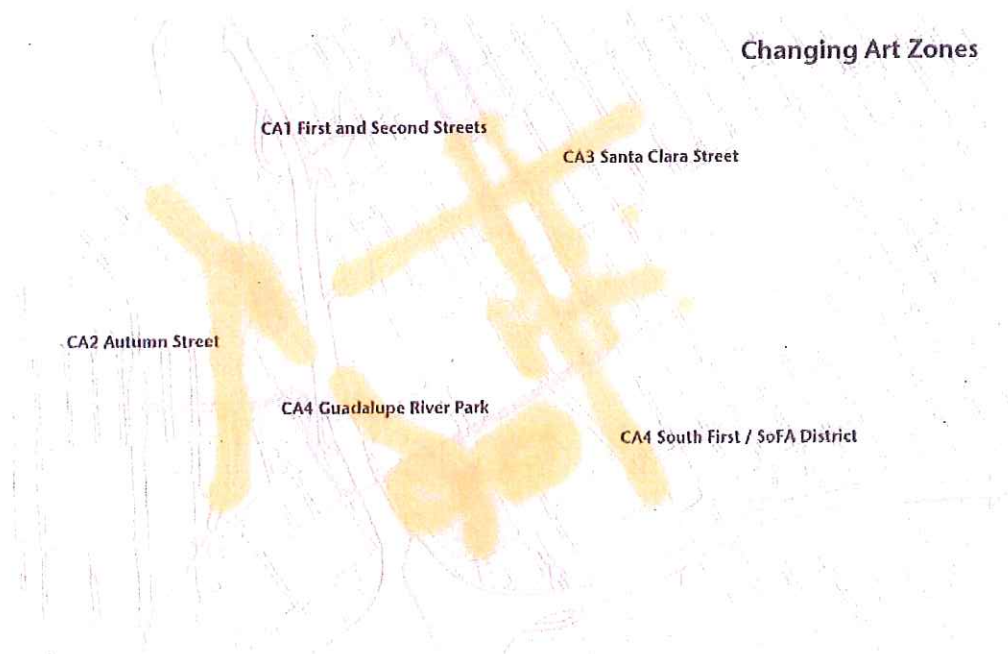 Changing Art Zones
CA1 First and Second Streets
CA3 Santa Clara Street
CA2 Autumn Street
CA4 Guadalupe River Park
CA4 South First / SoFA District